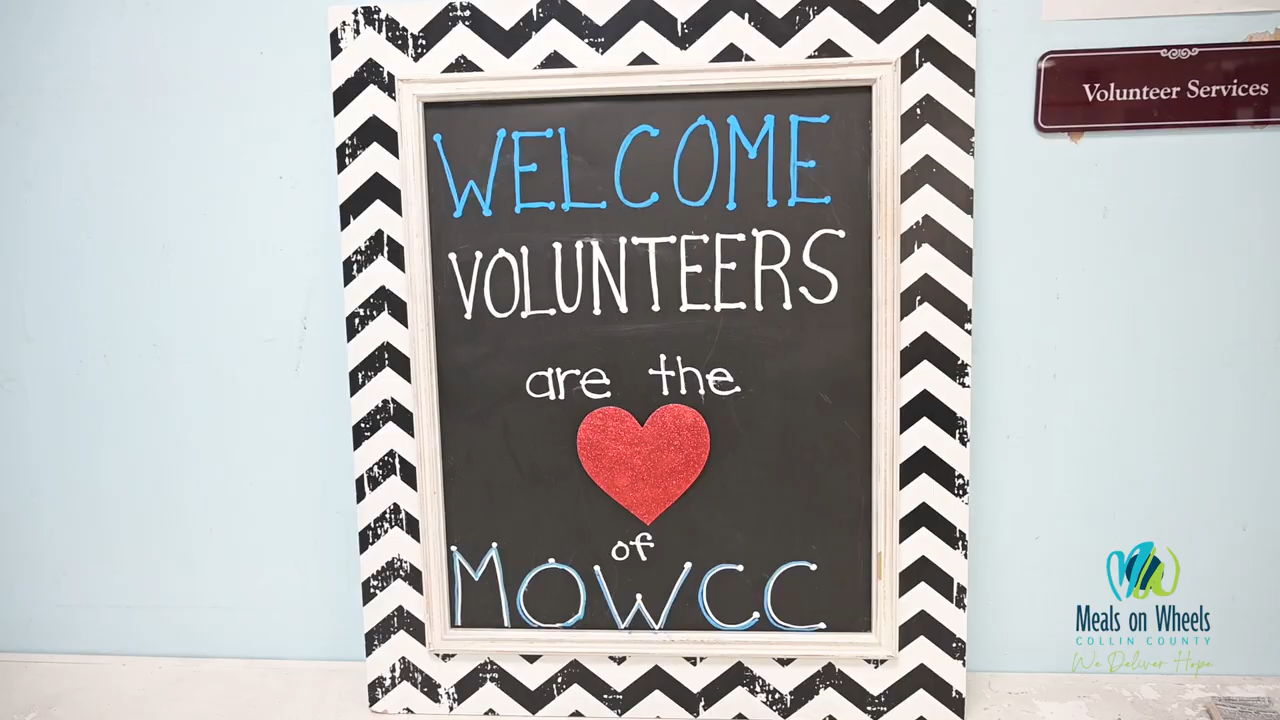 WELCOME
VOLUNTEERS
are the
of
MOWCC
Volunteer Services
Meals on Wheels
COLLIN COUNTY
We Deliver Hope